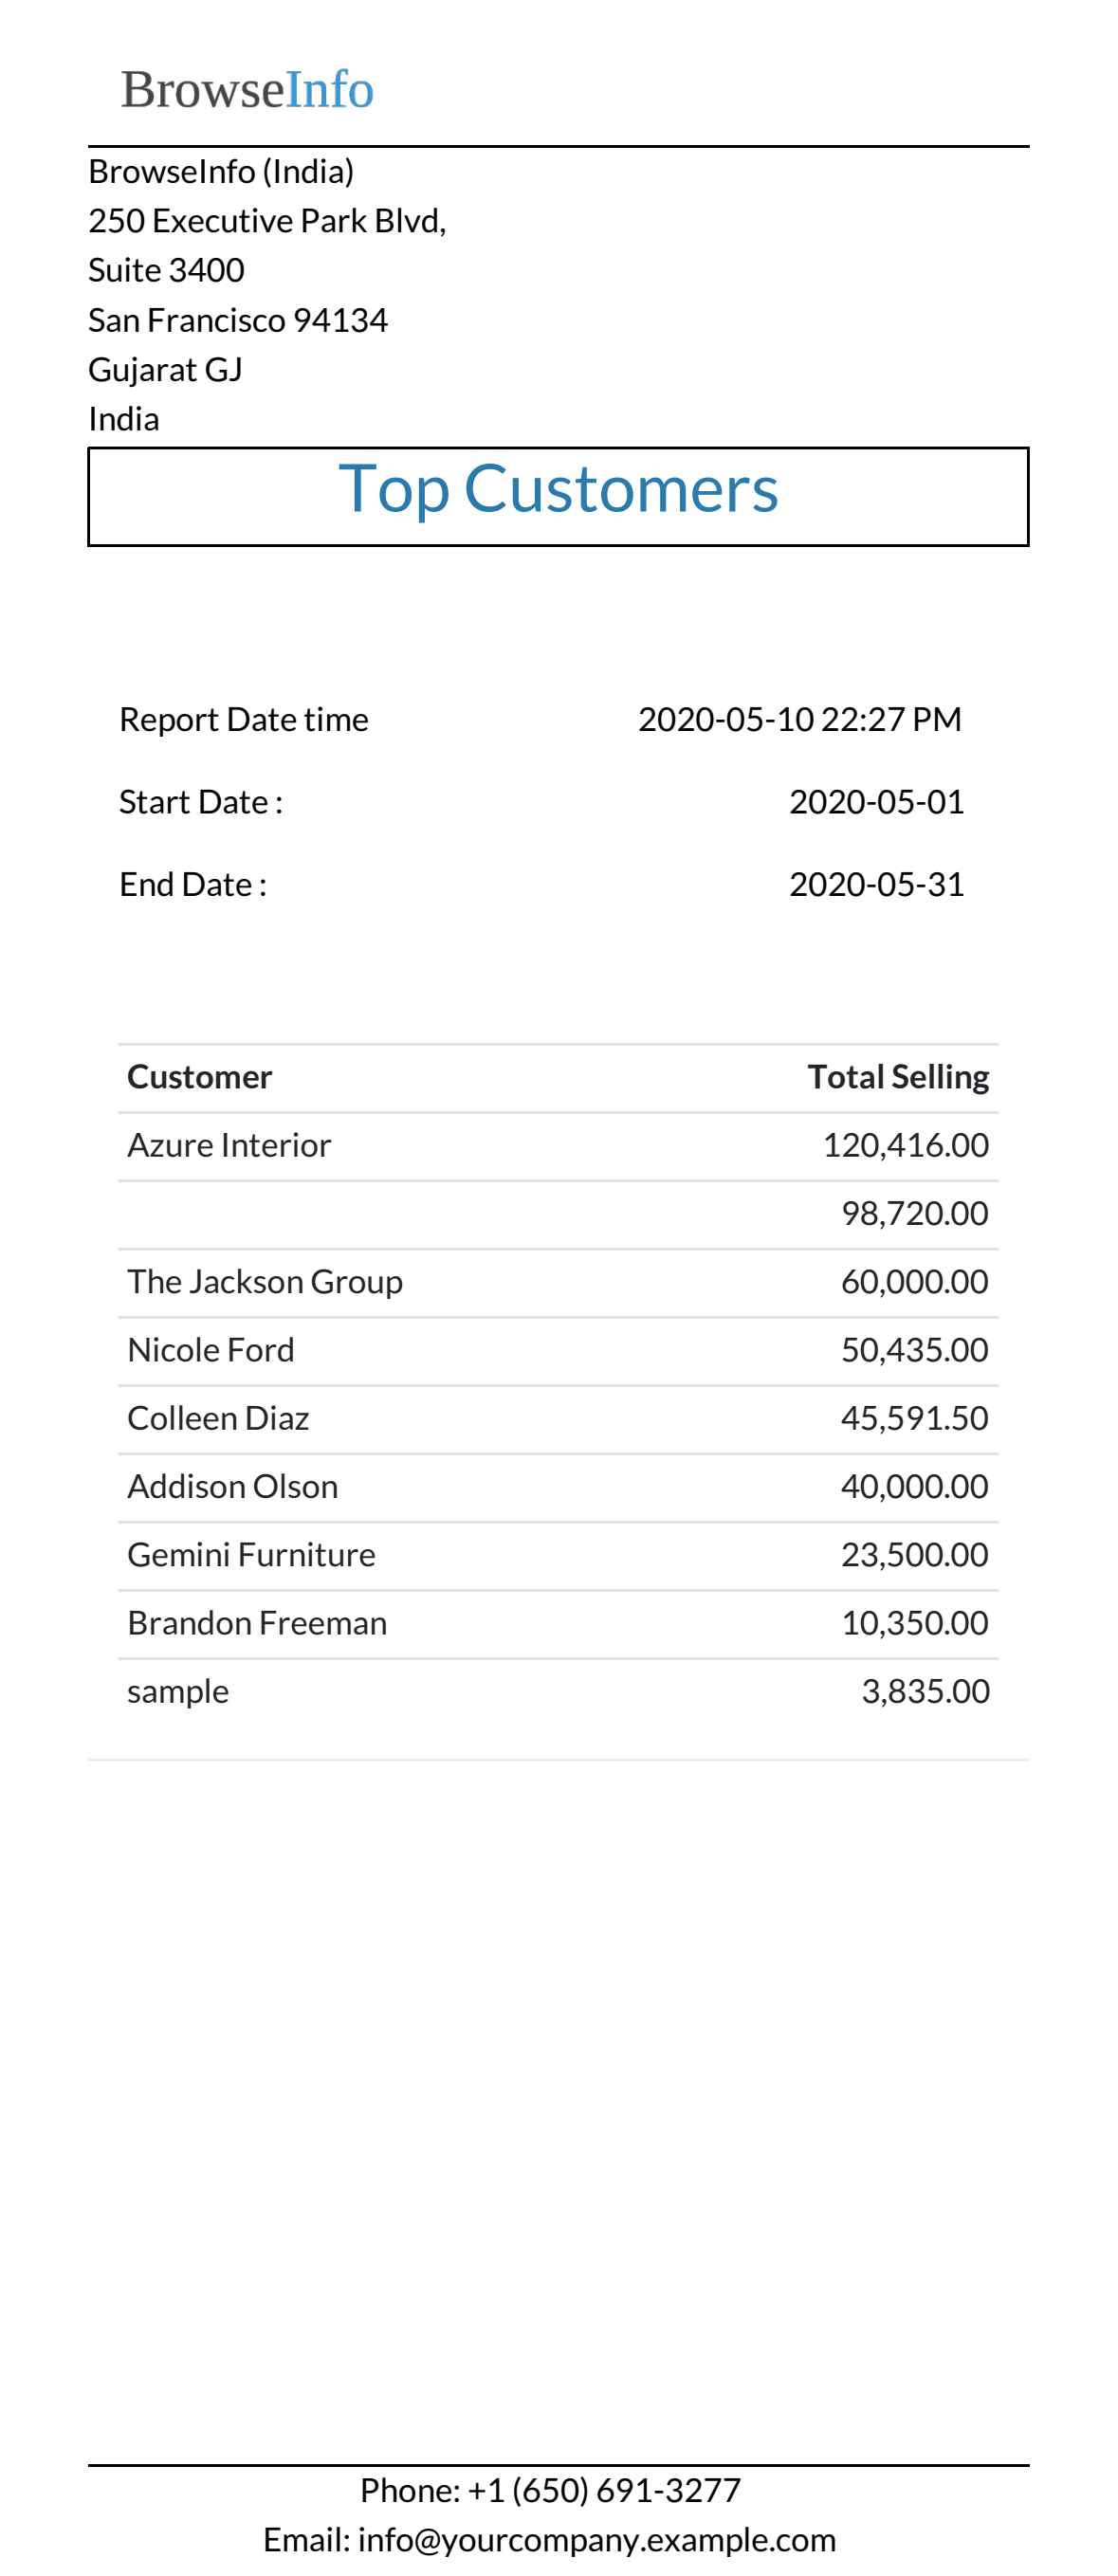 BrowseInfo
BrowseInfo (India)
250 Executive Park Blvd,
Suite 3400
San Francisco 94134
Gujarat GJ
India
Top Customers
Report Date time 2020-05-10 22:27 PM
Start Date : 2020-05-01
End Date : 2020-05-31
Customer Total Selling
Azure Interior 120,416.00
98,720.00
The Jackson Group 60,000.00
Nicole Ford 50,435.00
Colleen Diaz 45,591.50
Addison Olson 40,000.00
Gemini Furniture 23,500.00
Brandon Freeman 10,350.00
sample 3,835.00
Phone: +1 (650) 691-3277
Email: info@yourcompany.example.com